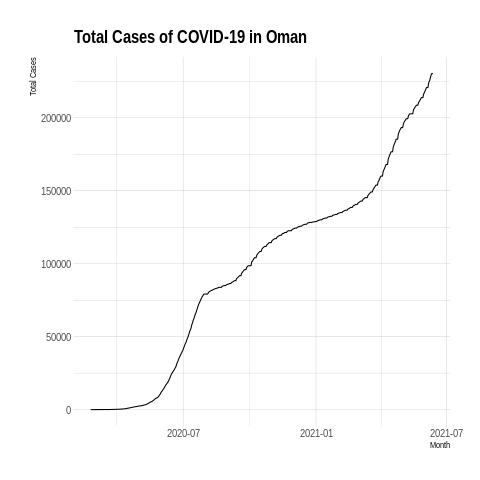 Total Cases of COVID-19 in Oman
Total Cases
200000
150000
100000
50000
0
2020-07
2021-01
2021-07
Month